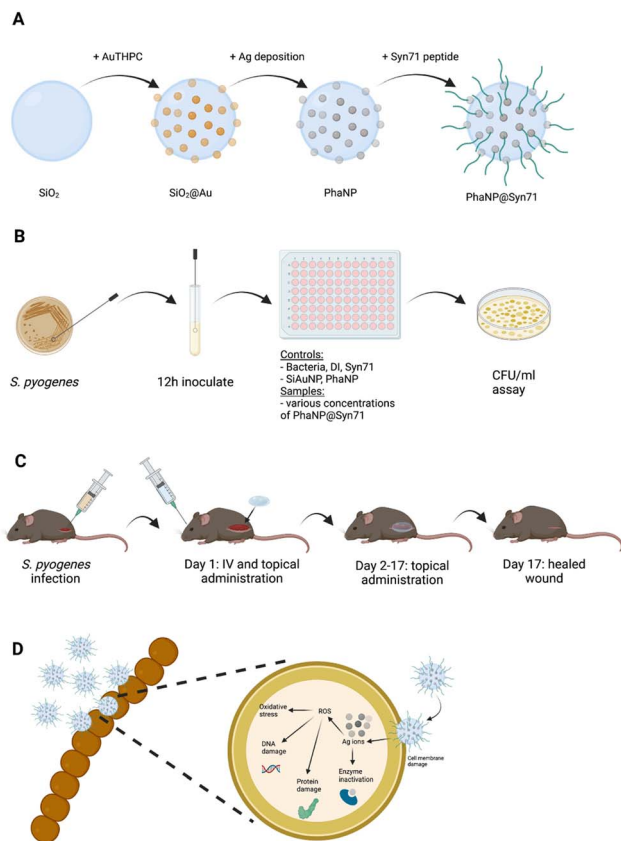 A
+ AuTHPC
+ Ag deposition
+ Syn71 peptide
SiO₂
SiO₂@Au
PhaNP
PhaNP@Syn71
B
S. pyogenes
12h inoculate
Controls:
- Bacteria, DI, Syn71
- SiAuNP, PhaNP
Samples:
- various concentrations
of PhaNP@Syn71
CFU/ml
assay
C
S. pyogenes
infection
Day 1: IV and topical
administration
Day 2-17: topical
administration
Day 17: healed
wound
D
Oxidative
stress
ROS
Ag ions
DNA
damage
Protein
damage
Enzyme
inactivation
Cell membrane
damage